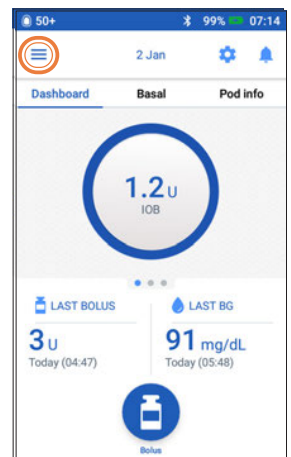 50+ 99% 07:14
2 Jan
Dashboard Basal Pod info
1.2 U
IOB
LAST BOLUS LAST BG
3 U 91 mg/dL
Today (04:47) Today (05:48)
Bolus